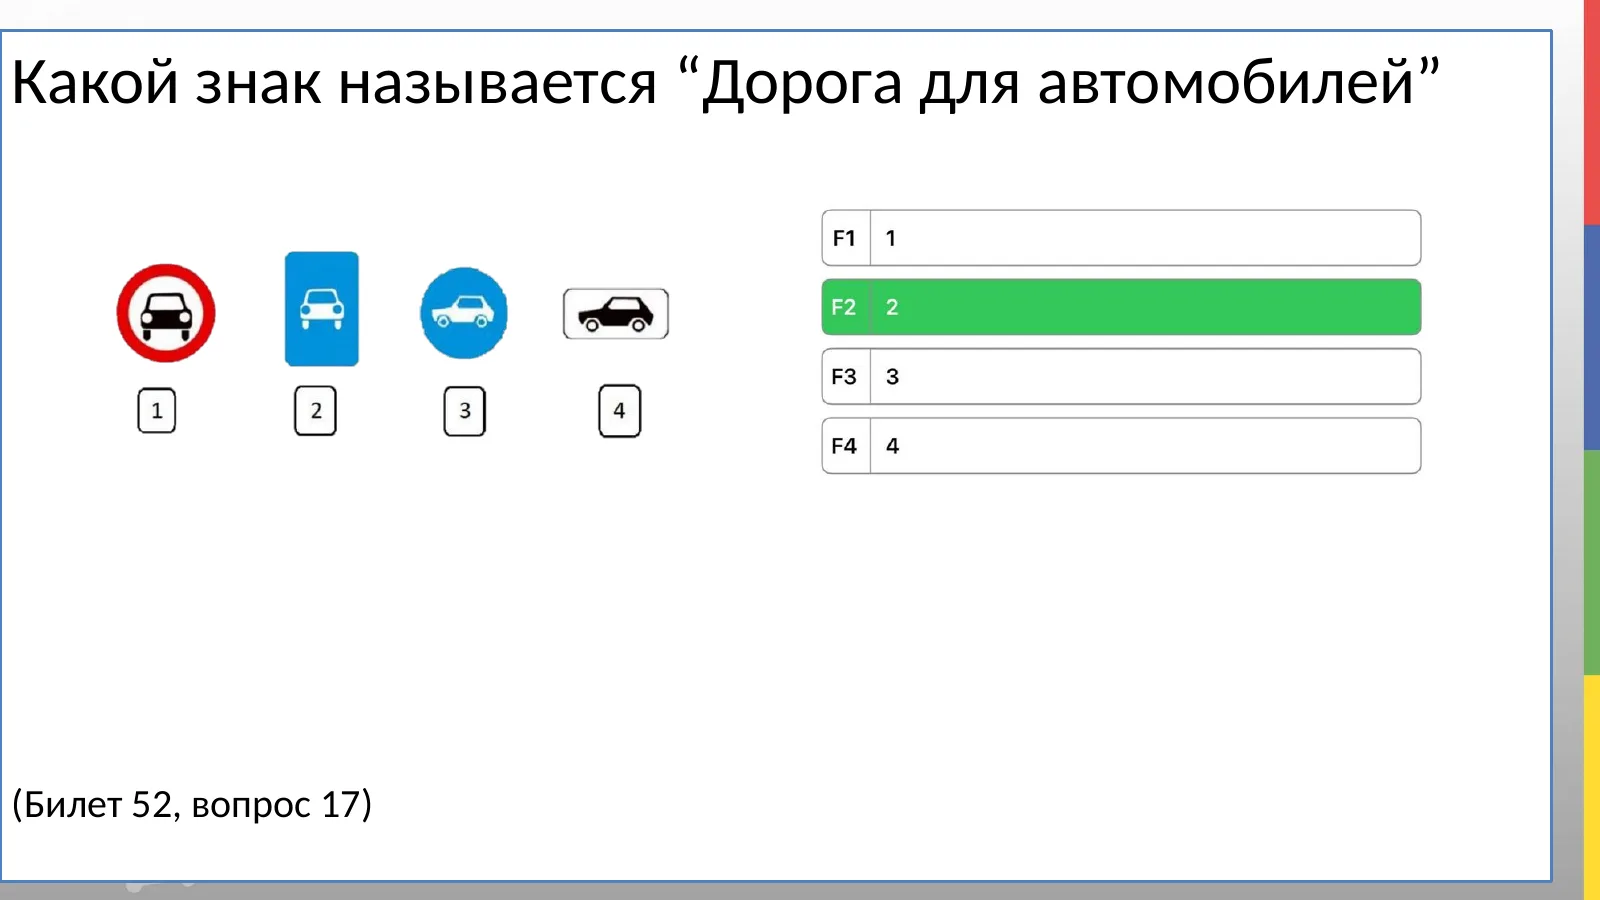 Какой знак называется “Дорога для автомобилей”
1 2 3 4
F1 1
F2 2
F3 3
F4 4
(Билет 52, вопрос 17)